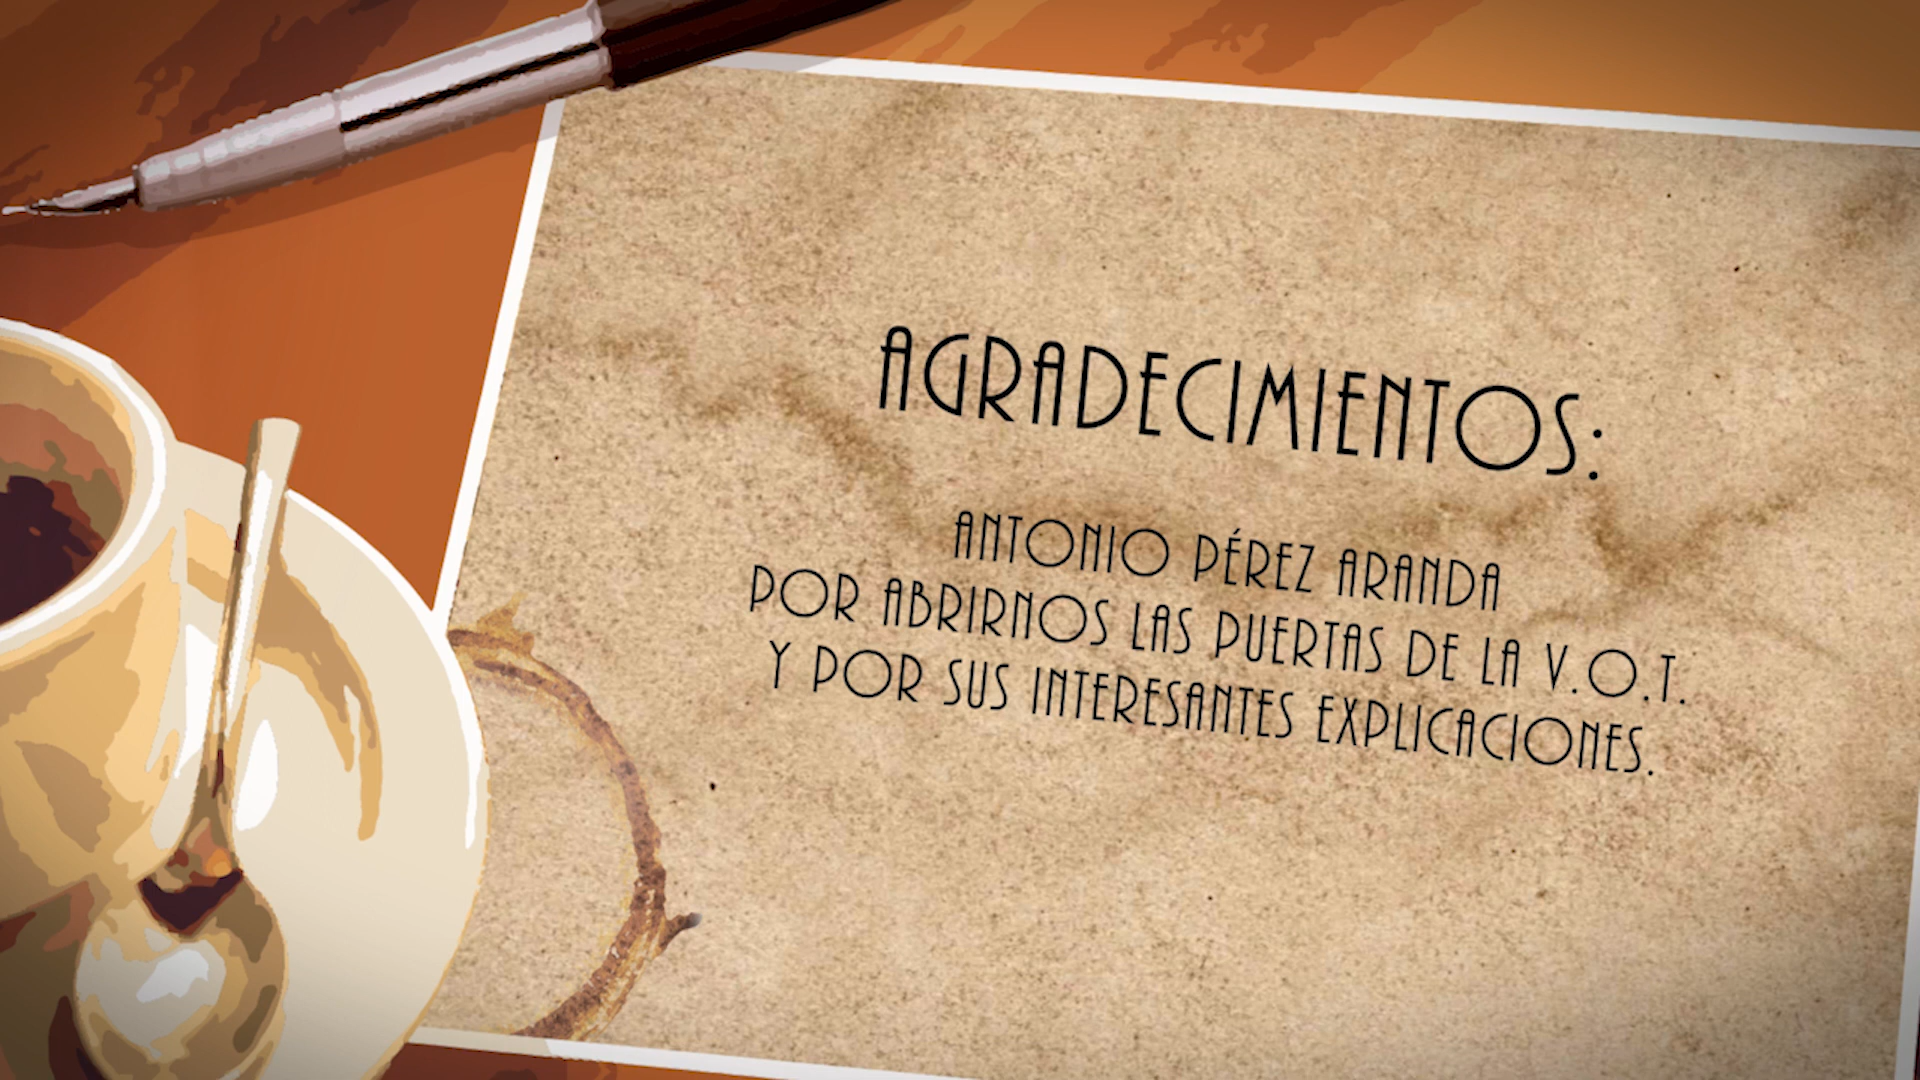 AGRADECIMIENTOS:
ANTONIO PÉREZ ARANDA
POR ABRIRNOS LAS PUERTAS DE LA V.O.T.
Y POR SUS INTERESANTES EXPLICACIONES.